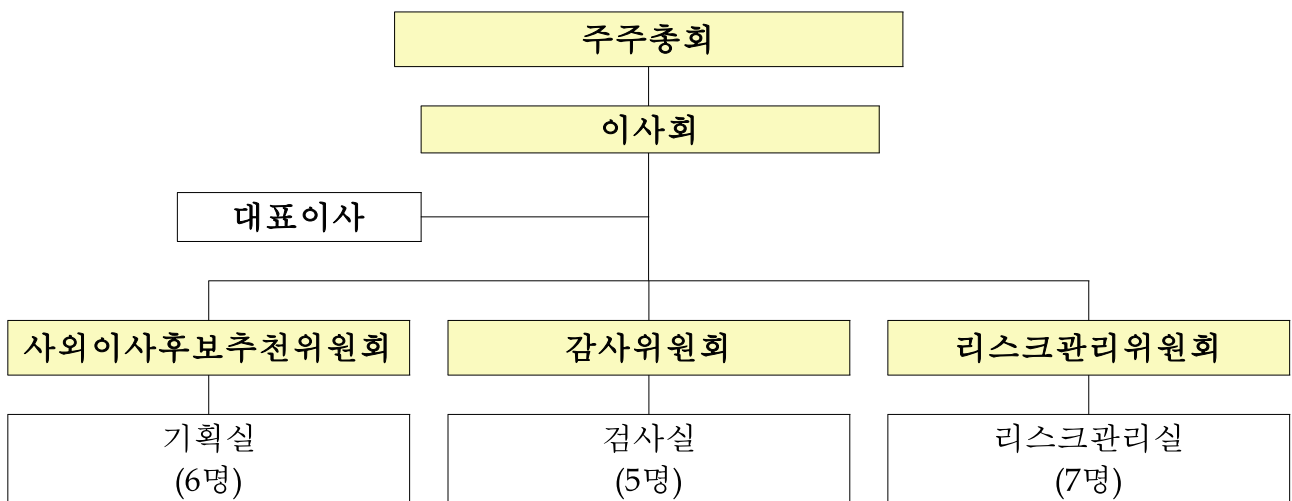 주주총회
이사회
대표이사
사외이사후보추천위원회
감사위원회
리스크관리위원회
기획실
(6명)
검사실
(5명)
리스크관리실
(7명)